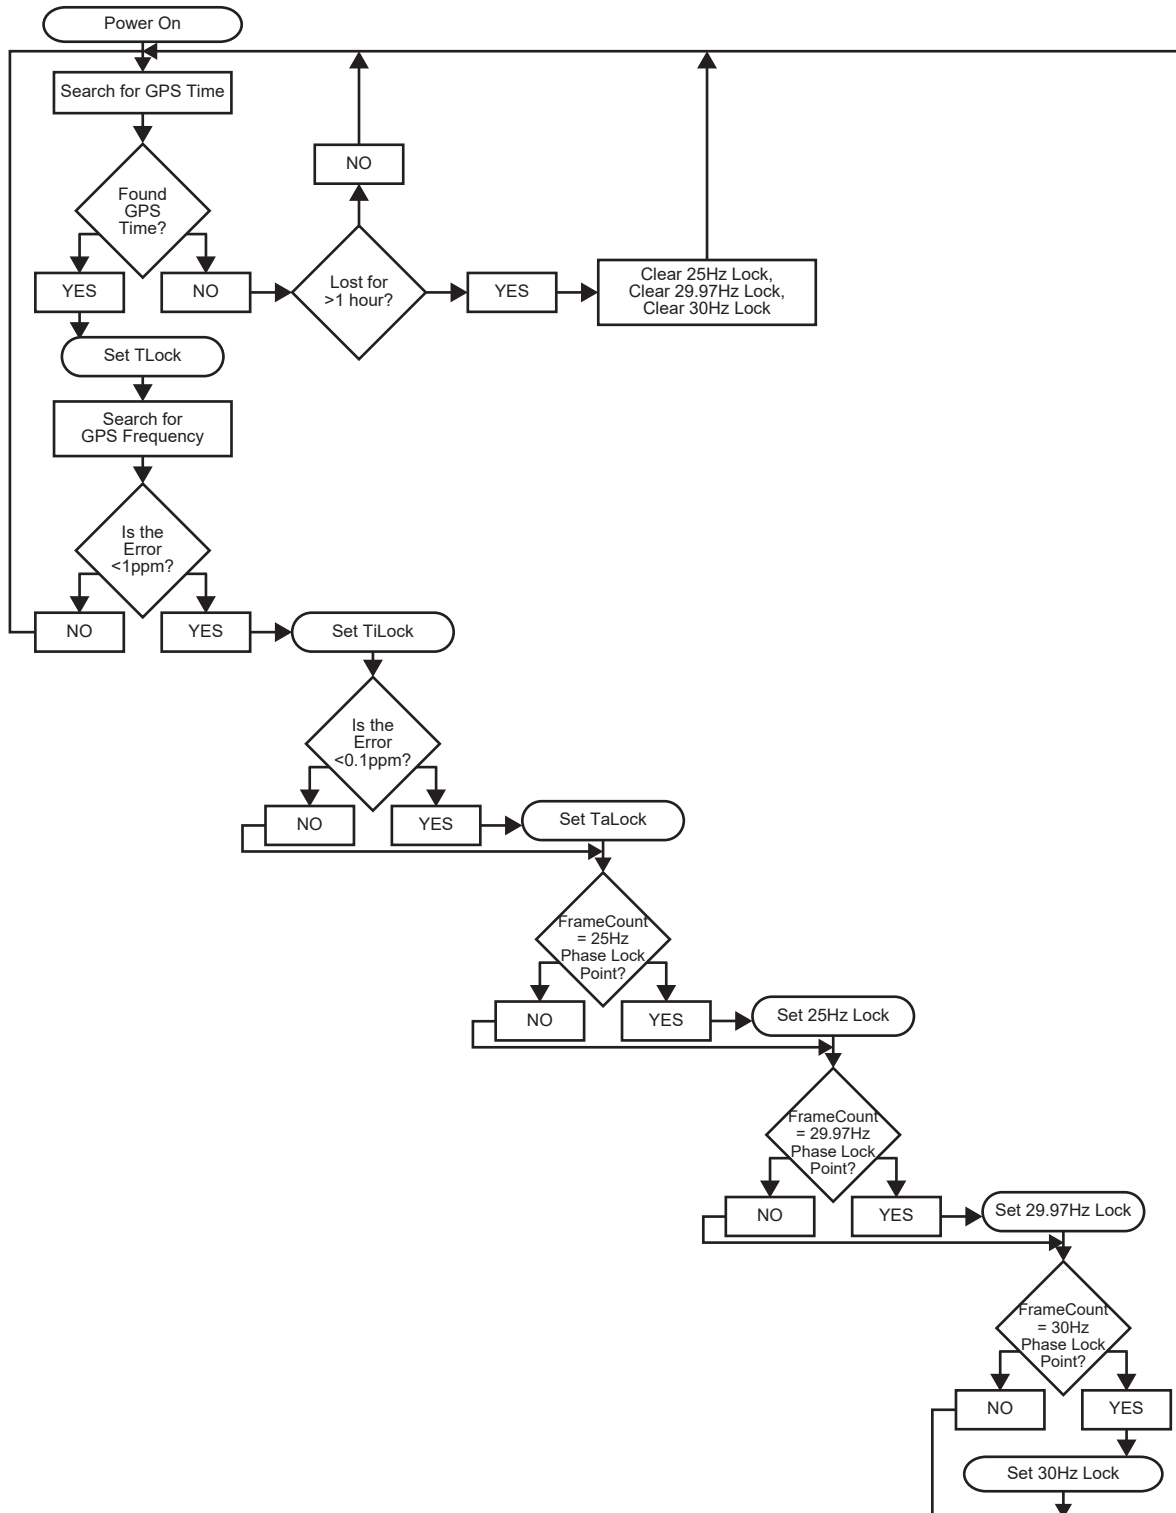 Power On
Search for GPS Time
Found
GPS
Time?
YES
NO
Lost for
>1 hour?
NO
YES
Clear 25Hz Lock,
Clear 29.97Hz Lock,
Clear 30Hz Lock
Set TLock
Search for
GPS Frequency
Is the
Error
<1ppm?
NO
YES
Set TiLock
Is the
Error
<0.1ppm?
NO
YES
Set TaLock
FrameCount
= 25Hz
Phase Lock
Point?
NO
YES
Set 25Hz Lock
FrameCount
= 29.97Hz
Phase Lock
Point?
NO
YES
Set 29.97Hz Lock
FrameCount
= 30Hz
Phase Lock
Point?
NO
YES
Set 30Hz Lock